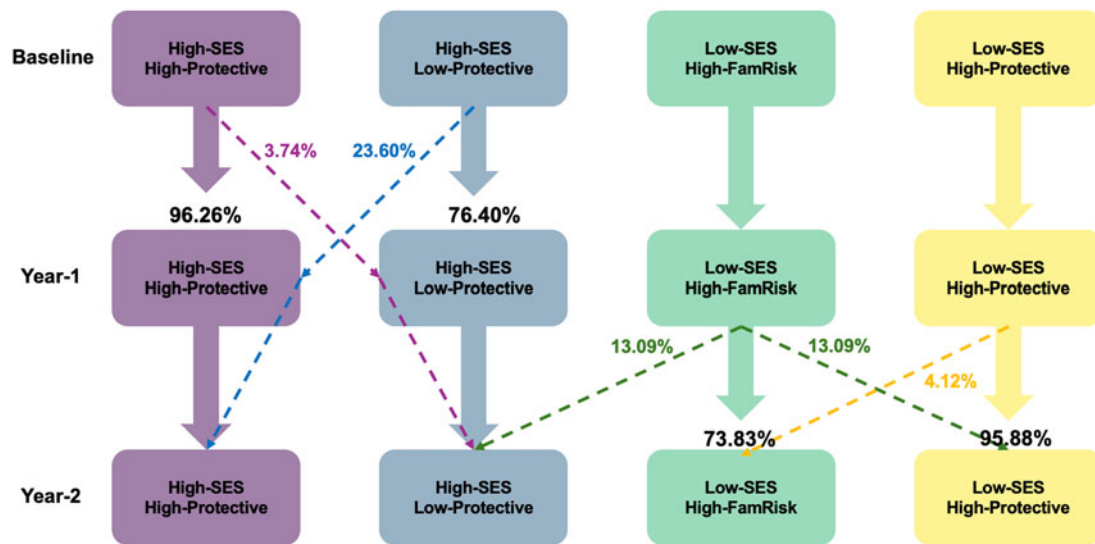 Baseline
High-SES
High-Protective
High-SES
Low-Protective
Low-SES
High-FamRisk
Low-SES
High-Protective
3.74%
23.60%
96.26%
76.40%
Year-1
High-SES
High-Protective
High-SES
Low-Protective
Low-SES
High-FamRisk
Low-SES
High-Protective
13.09%
13.09%
4.12%
73.83%
95.88%
Year-2
High-SES
High-Protective
High-SES
Low-Protective
Low-SES
High-FamRisk
Low-SES
High-Protective